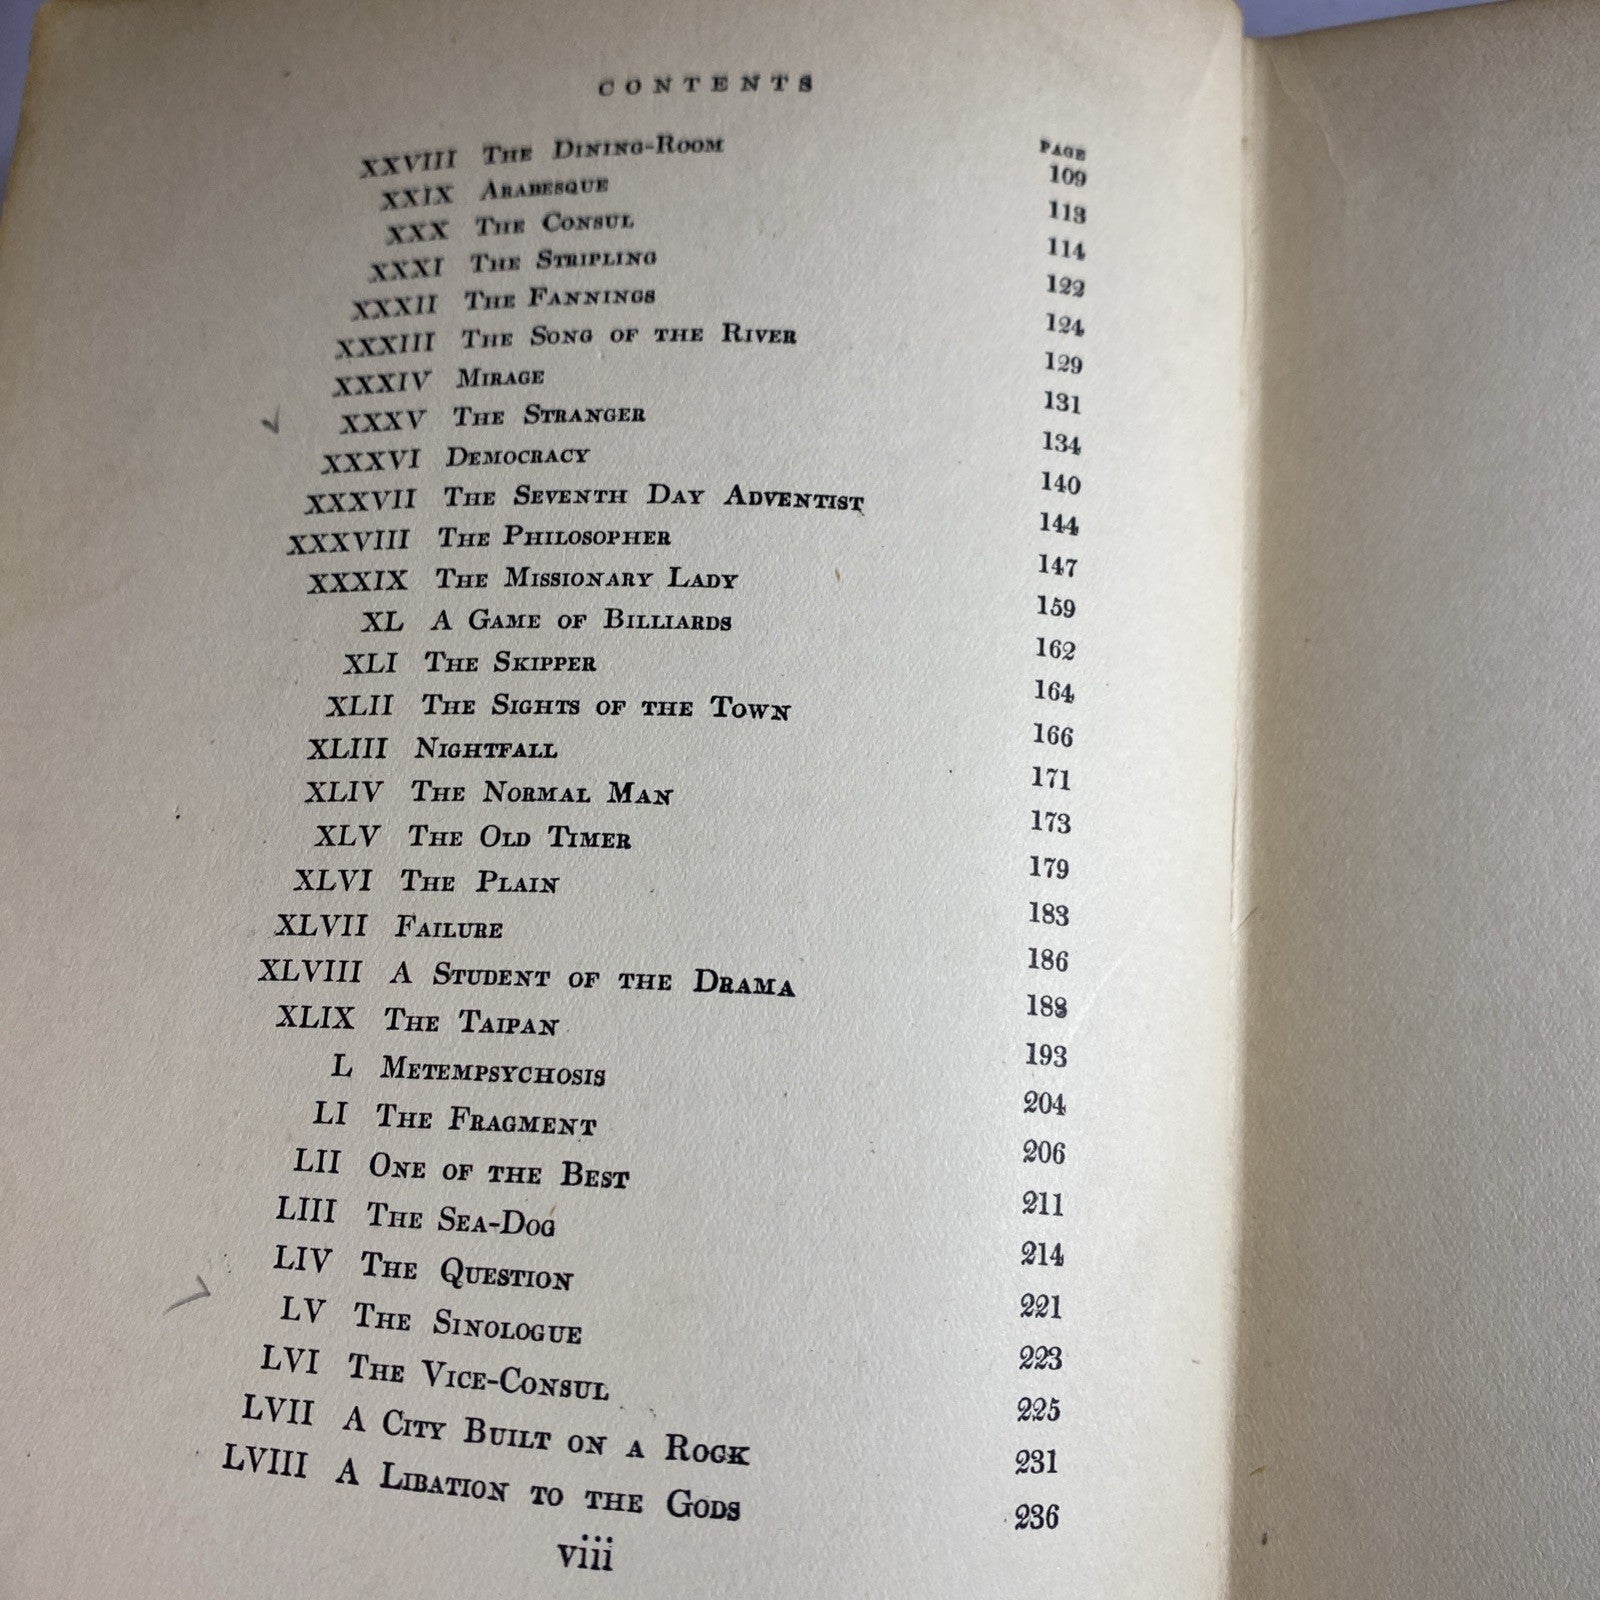 CONTENTS
PAGE
XXVIII The Dining-Room 109
XXIX Arabesque 113
XXX The Consul 114
XXXI The Stripling 122
XXXII The Fannings 124
XXXIII The Song of the River 129
XXXIV Mirage 131
XXXV The Stranger 134
XXXVI Democracy 140
XXXVII The Seventh Day Adventist 144
XXXVIII The Philosopher 147
XXXIX The Missionary Lady 159
XL A Game of Billiards 162
XLI The Skipper 164
XLII The Sights of the Town 166
XLIII Nightfall 171
XLIV The Normal Man 173
XLV The Old Timer 179
XLVI The Plain 183
XLVII Failure 186
XLVIII A Student of the Drama 188
XLIX The Taipan 193
L Metempsychosis 204
LI The Fragment 206
LII One of the Best 211
LIII The Sea-Dog 214
LIV The Question 221
LV The Sinologue 223
LVI The Vice-Consul 225
LVII A City Built on a Rock 231
LVIII A Libation to the Gods 236
viii